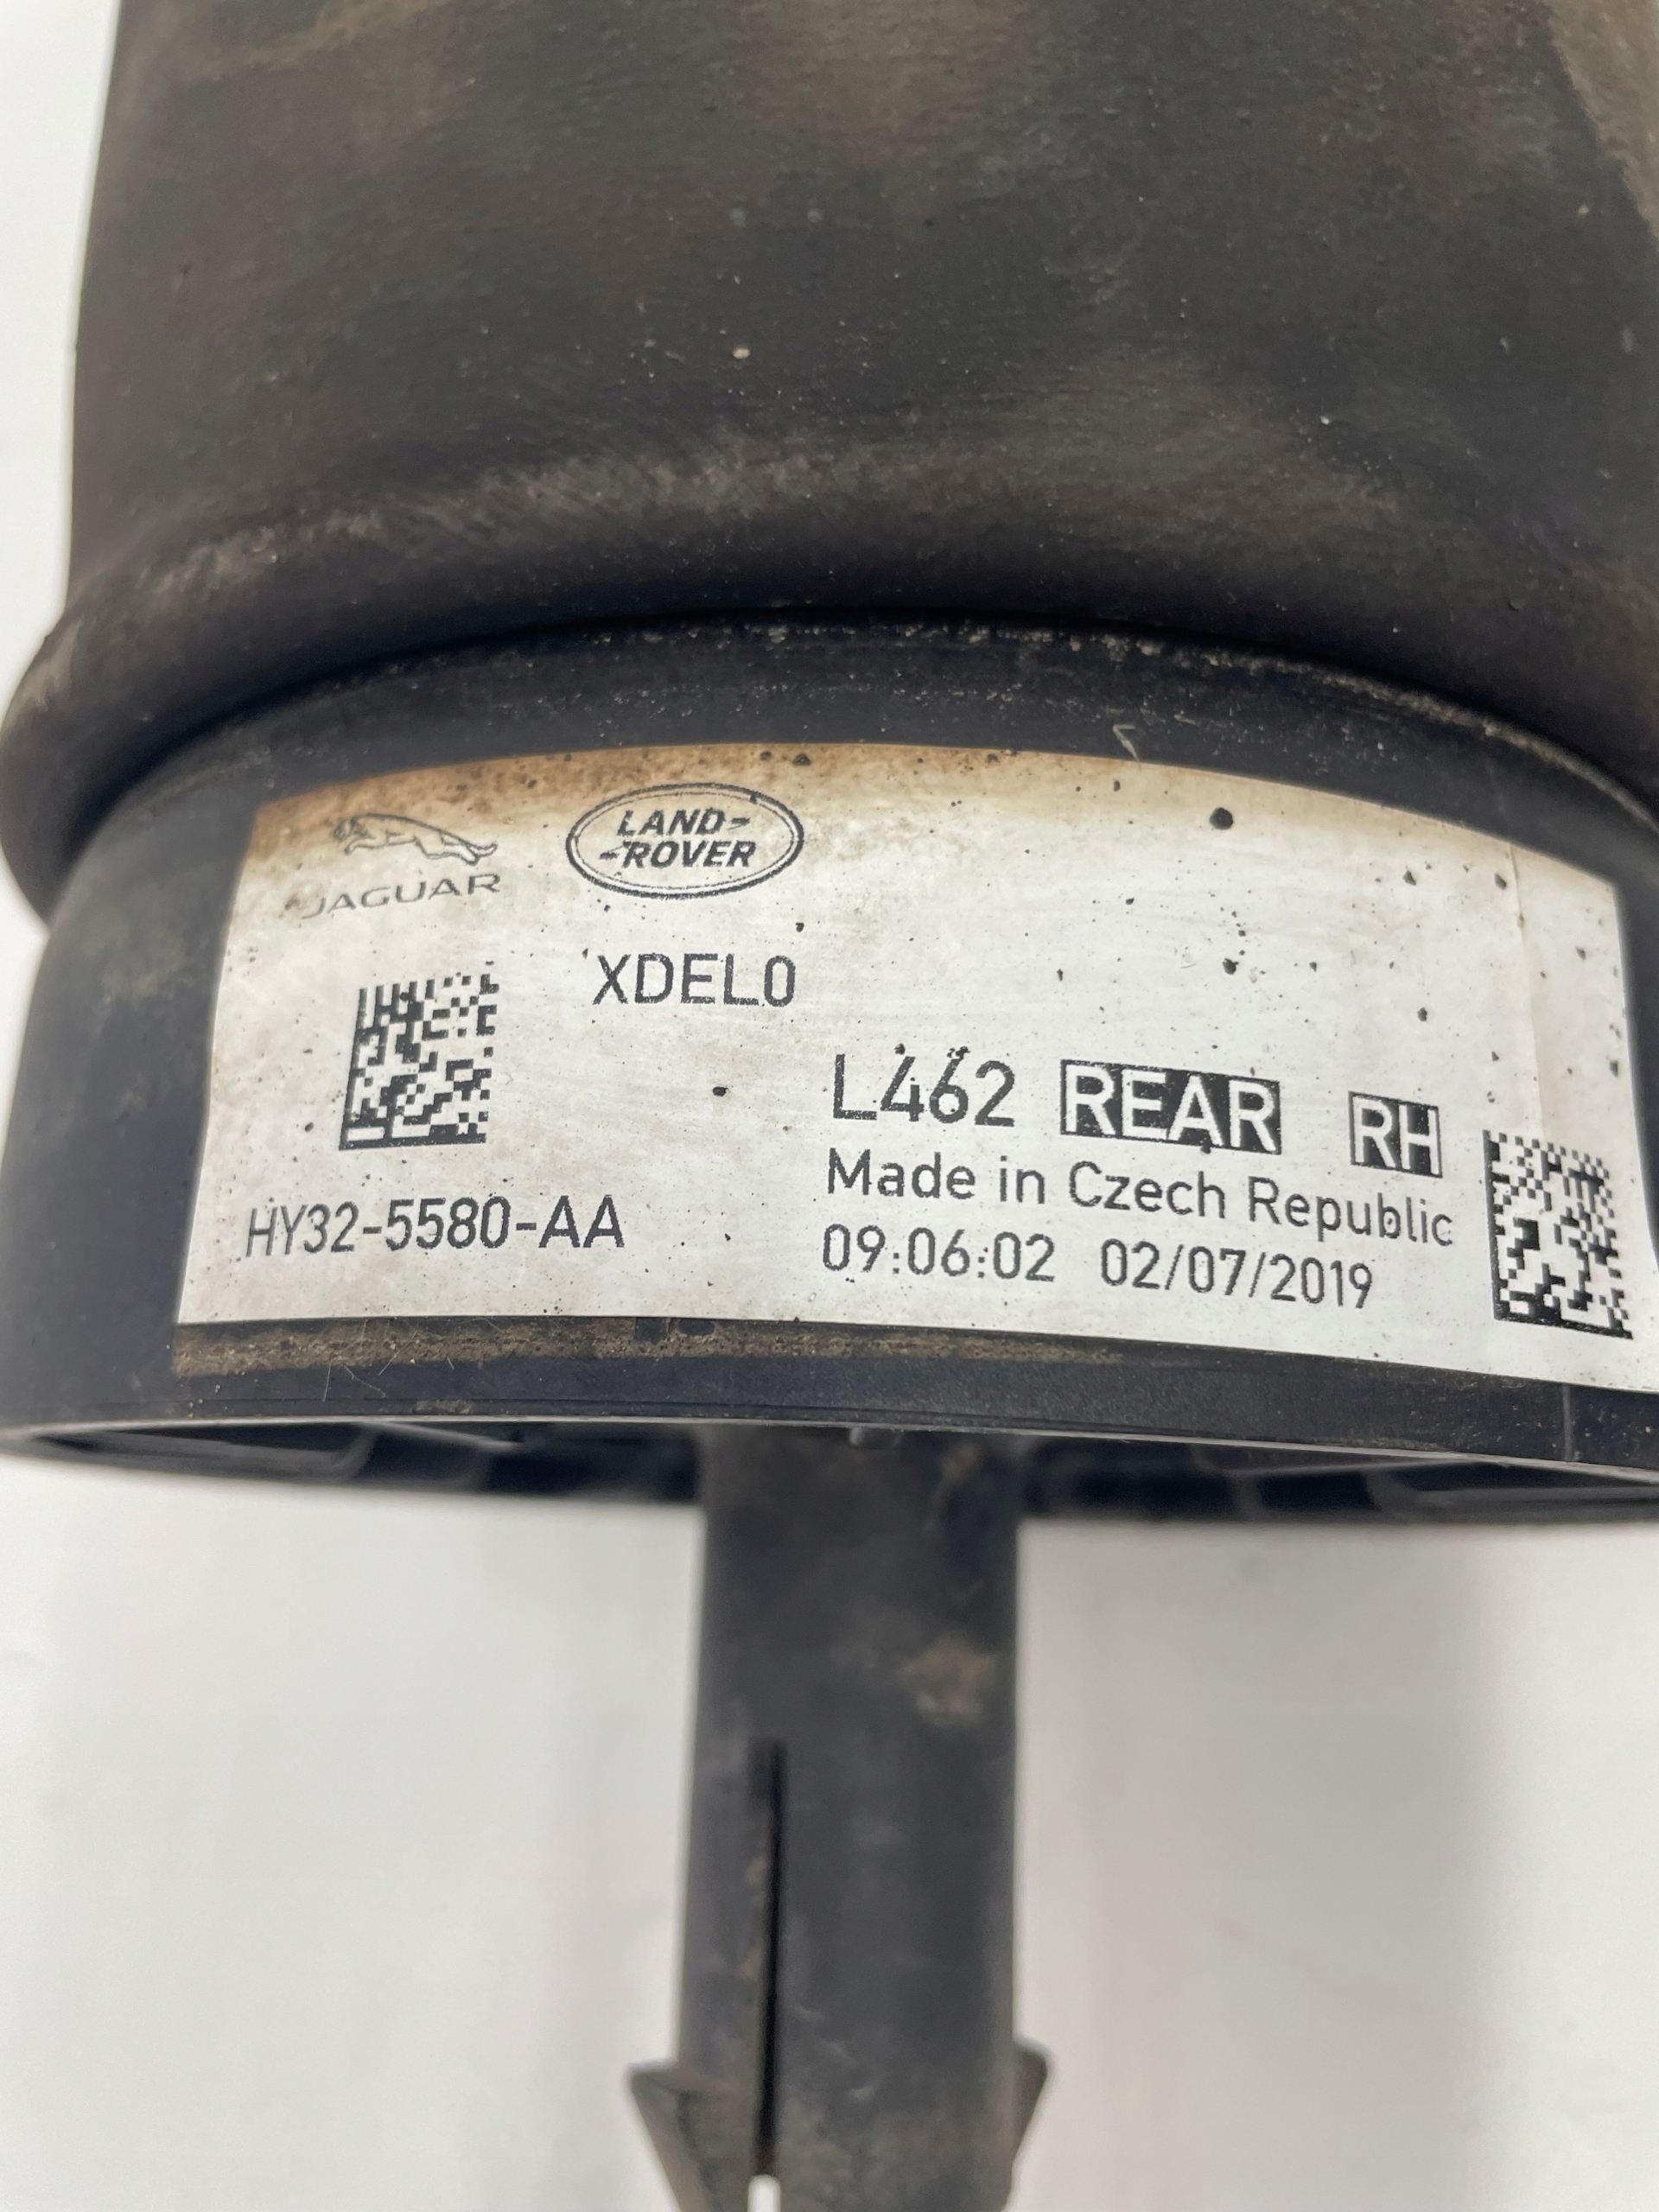 JAGUAR
LAND-
-ROVER
XDEL0
L462 REAR RH
Made in Czech Republic
HY32-5580-AA
09:06:02 02/07/2019